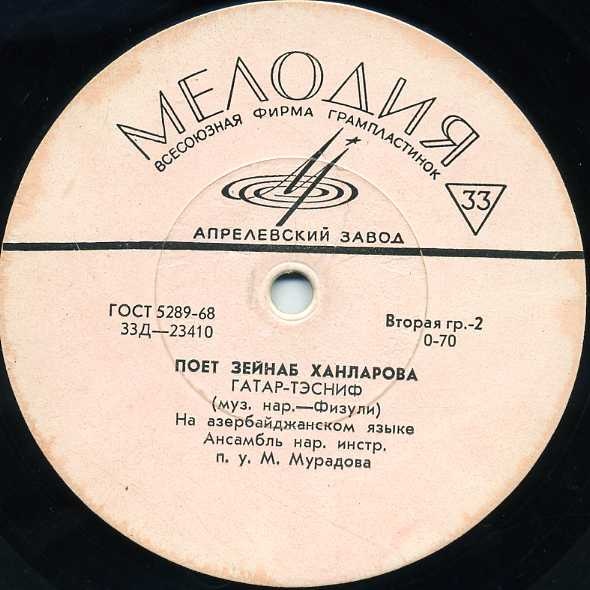 МЕЛОДИЯ
ВСЕСОЮЗНАЯ ФИРМА ГРАМПЛАСТИНОК
33
АПРЕЛЕВСКИЙ ЗАВОД
ГОСТ 5289-68
33Д—23410
Вторая гр.-2
0-70
ПОЕТ ЗЕЙНАБ ХАНЛАРОВА
ГАТАР-ТЭСНИФ
(муз. нар.—Физули)
На азербайджанском языке
Ансамбль нар. инстр.
п. у. М. Мурадова